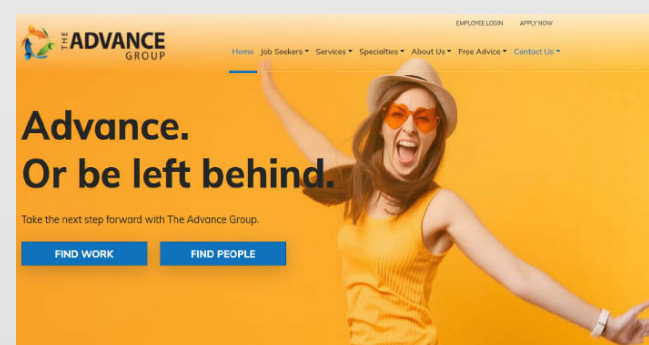 EMPLOYEE LOGIN APPLY NOW
THE ADVANCE
GROUP
Home Job Seekers Services Specialties About Us Free Advice Contact Us
Advance.
Or be left behind.
Take the next step forward with The Advance Group.
FIND WORK FIND PEOPLE